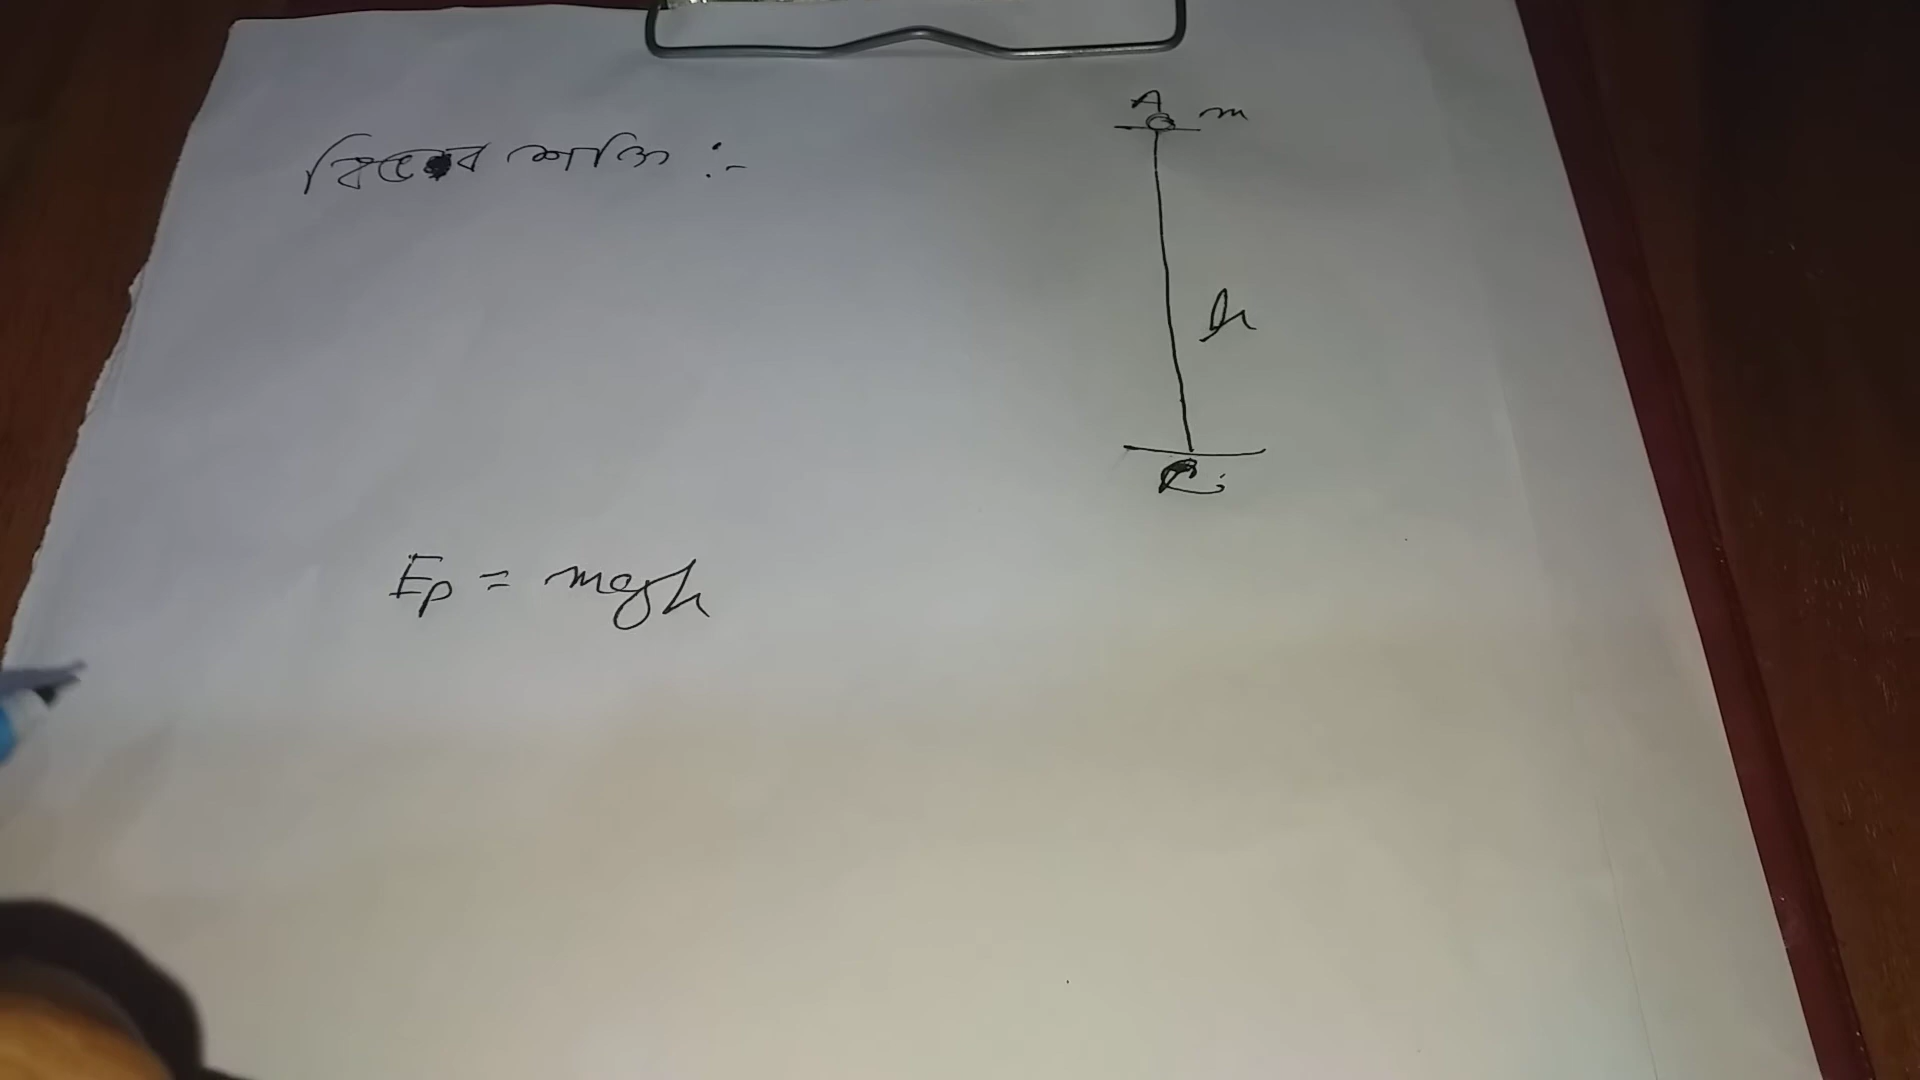 বিভব শক্তি :-
A m
h
C
Ep = mgh